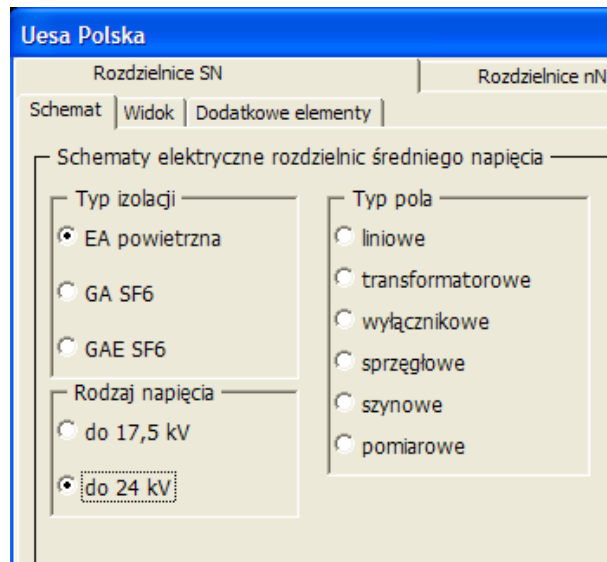 Uesa Polska
Rozdzielnice SN
Rozdzielnice nN
Schemat
Widok
Dodatkowe elementy
Schematy elektryczne rozdzielnic średniego napięcia
Typ izolacji
EA powietrzna
GA SF6
GAE SF6
Rodzaj napięcia
do 17,5 kV
do 24 kV
Typ pola
liniowe
transformatorowe
wyłącznikowe
sprzęgłowe
szynowe
pomiarowe